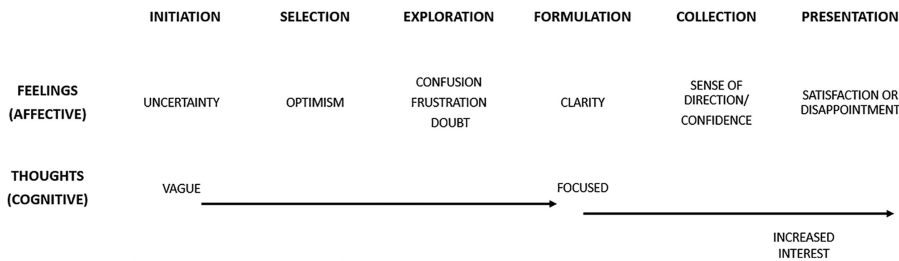 INITIATION SELECTION EXPLORATION FORMULATION COLLECTION PRESENTATION
FEELINGS
(AFFECTIVE)
UNCERTAINTY
OPTIMISM
CONFUSION
FRUSTRATION
DOUBT
CLARITY
SENSE OF
DIRECTION/
CONFIDENCE
SATISFACTION OR
DISAPPOINTMENT
THOUGHTS
(COGNITIVE)
VAGUE
FOCUSED
INCREASED
INTEREST